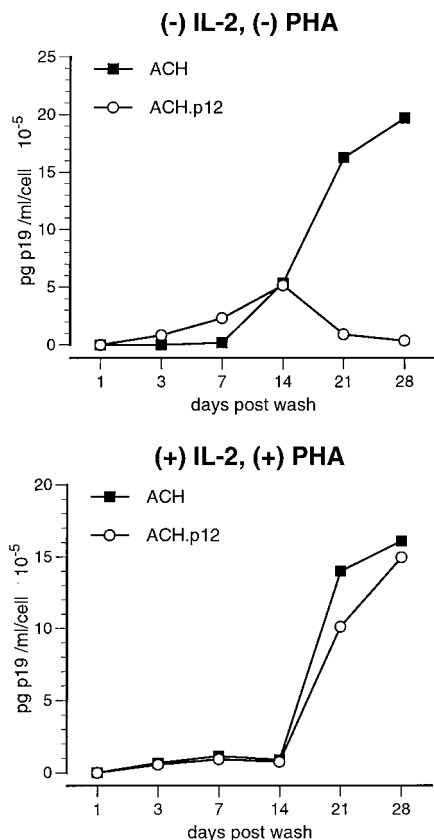 (-) IL-2, (-) PHA
ACH
ACH.p12
pg p19 /ml/cell 10-5
25
20
15
10
5
0
1 3 7 14 21 28
days post wash
(+) IL-2, (+) PHA
ACH
ACH.p12
pg p19 /ml/cell · 10-5
20
15
10
5
0
1 3 7 14 21 28
days post wash